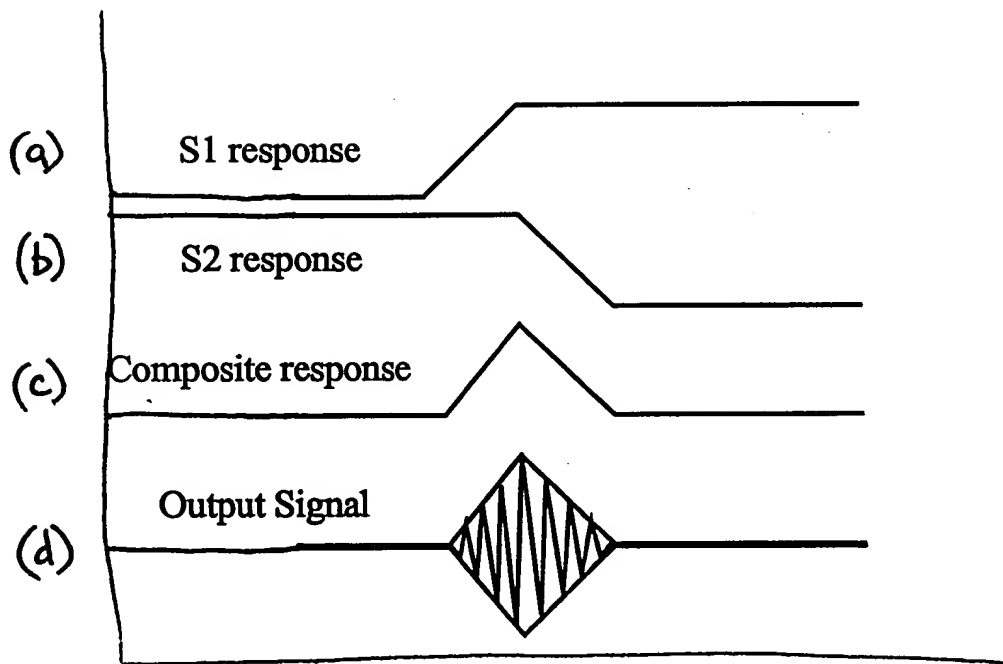 (a) S1 response
(b) S2 response
(c) Composite response
(d) Output Signal